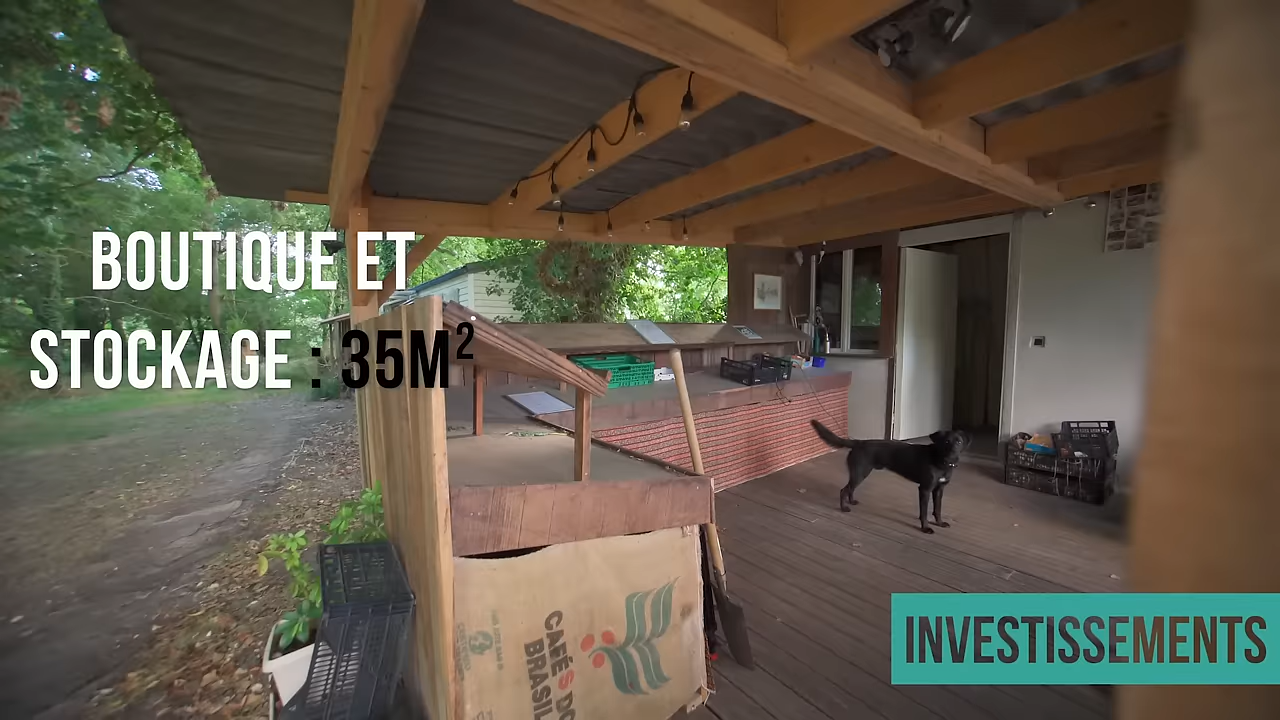 BOUTIQUE ET
STOCKAGE : 35M²
CAFÉS DO
BRASIL
INVESTISSEMENTS